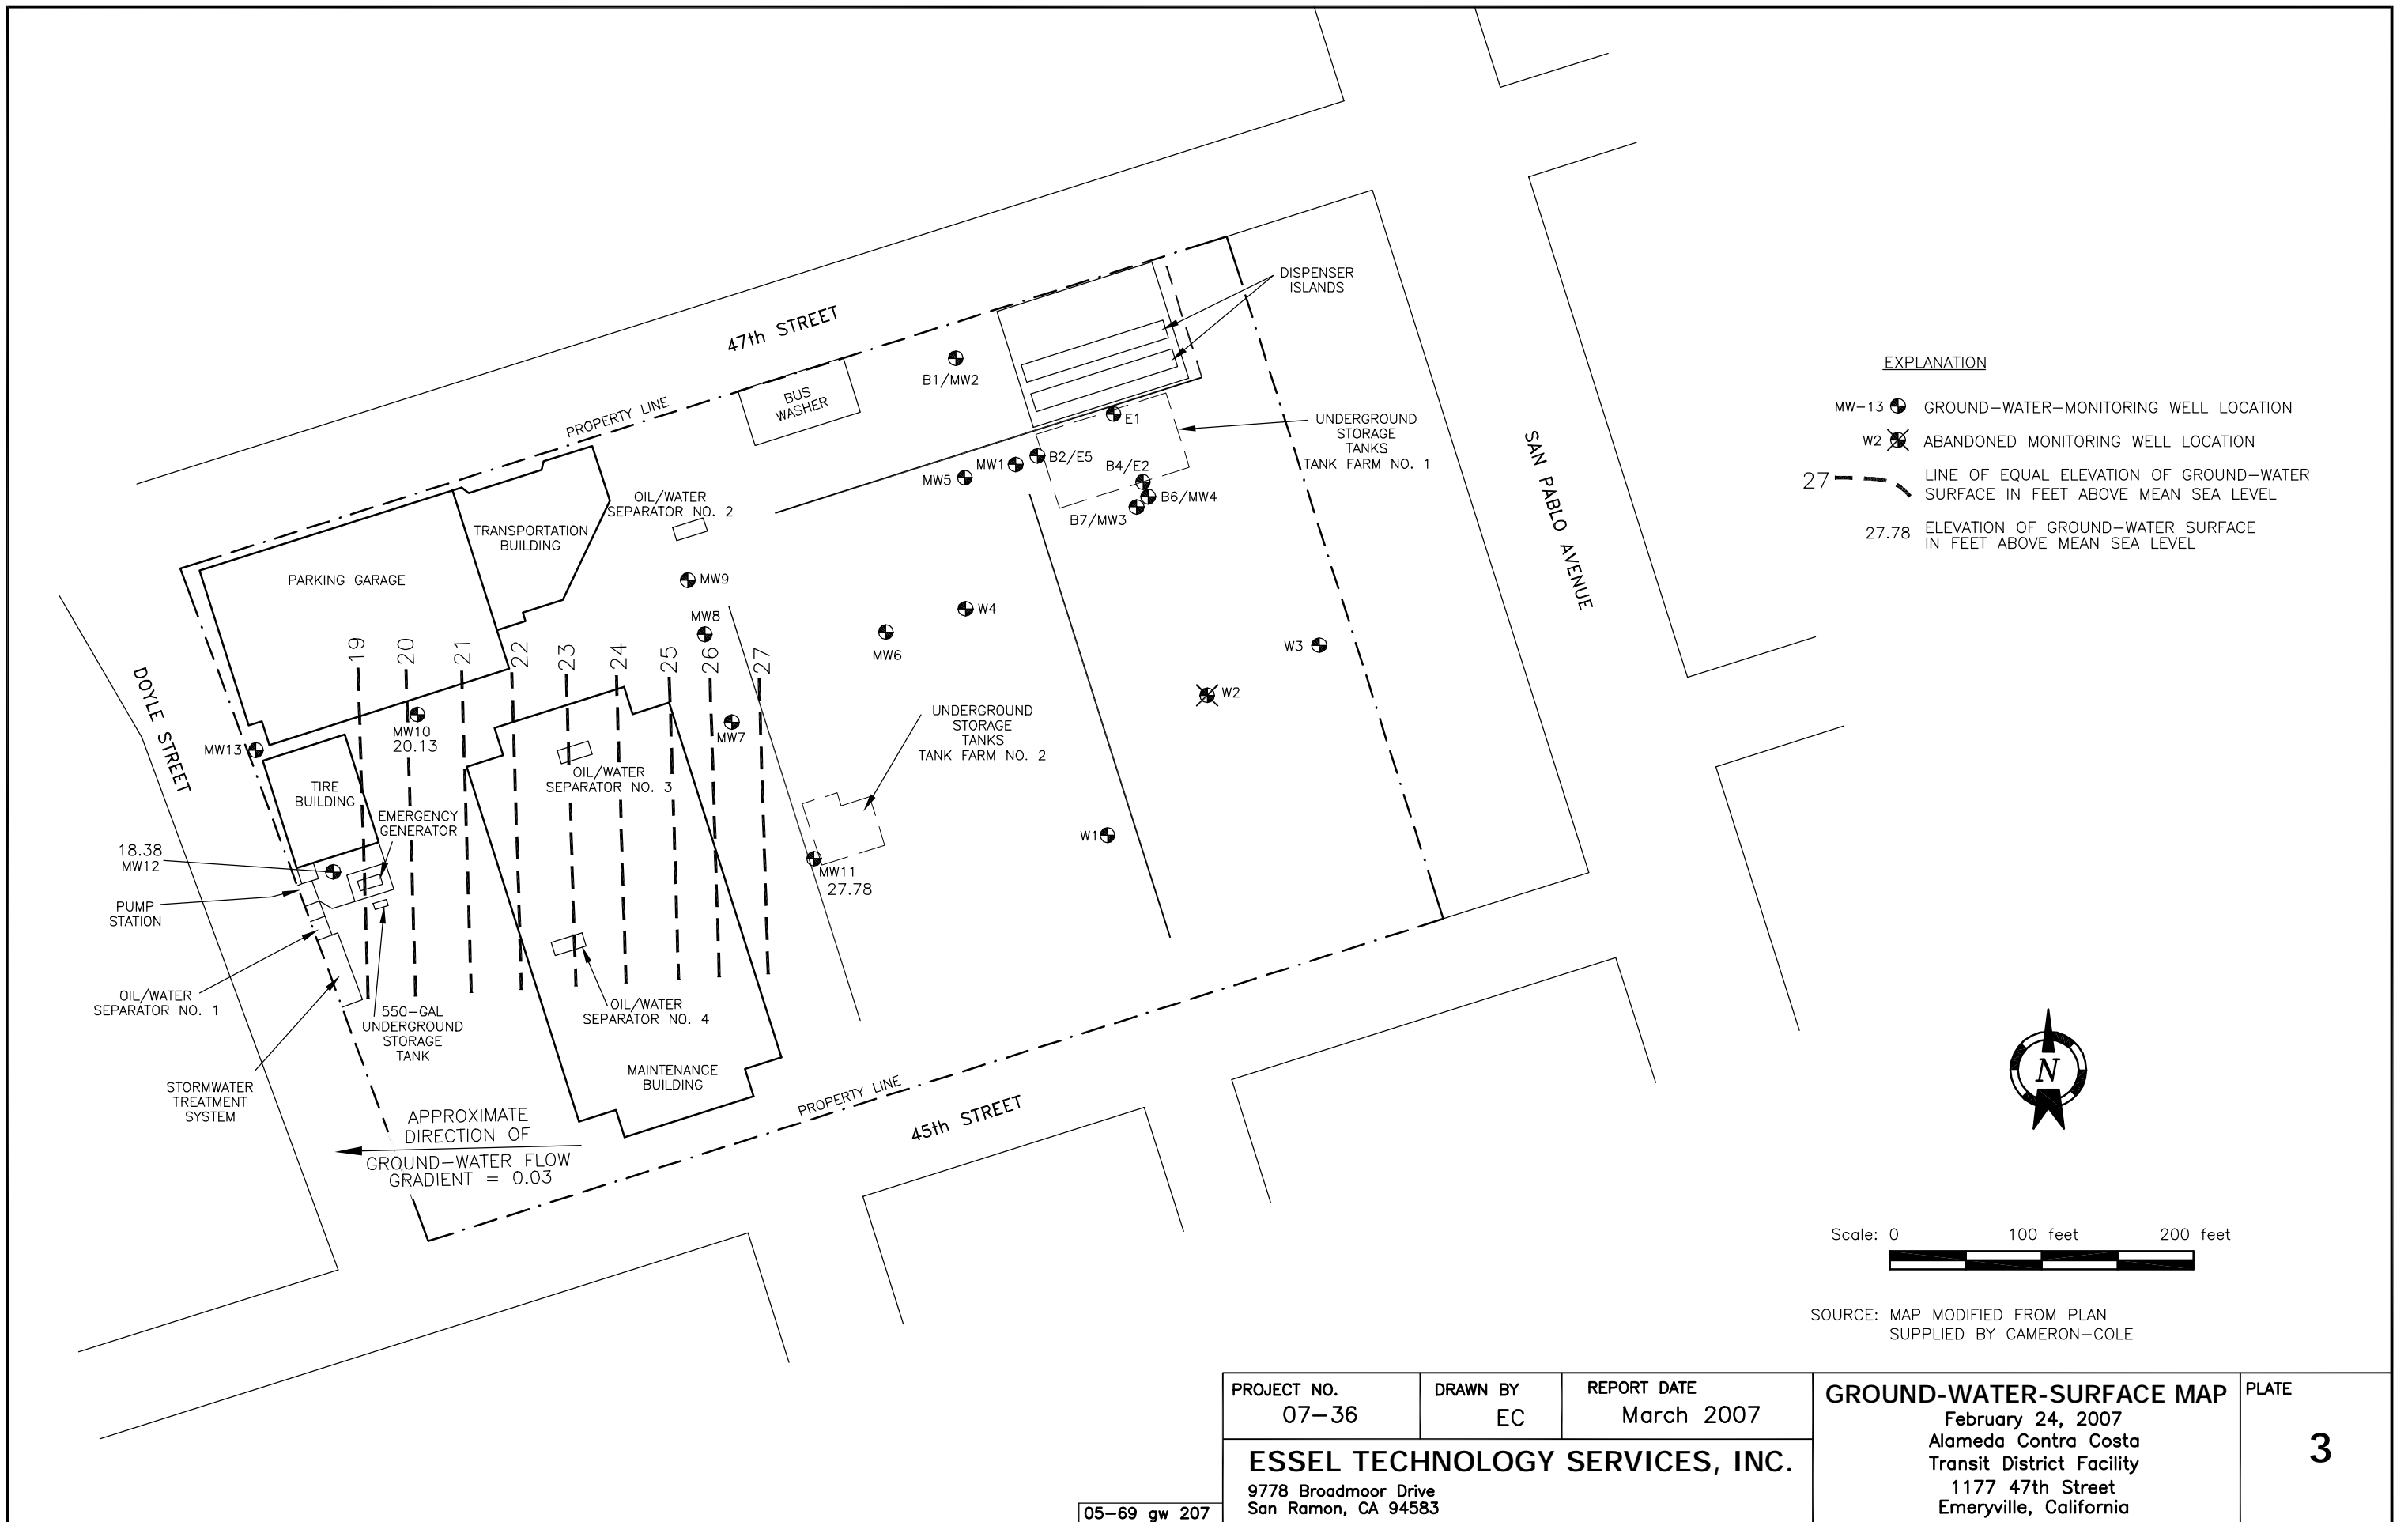 47th STREET
PROPERTY LINE
BUS
WASHER
B1/MW2
DISPENSER
ISLANDS
E1
UNDERGROUND
STORAGE
TANKS
TANK FARM NO. 1
MW1
B2/E5
B4/E2
MW5
B6/MW4
B7/MW3
SAN PABLO AVENUE
EXPLANATION
MW-13 GROUND-WATER-MONITORING WELL LOCATION
W2 ABANDONED MONITORING WELL LOCATION
27 LINE OF EQUAL ELEVATION OF GROUND-WATER
SURFACE IN FEET ABOVE MEAN SEA LEVEL
27.78 ELEVATION OF GROUND-WATER SURFACE
IN FEET ABOVE MEAN SEA LEVEL
OIL/WATER
SEPARATOR NO. 2
TRANSPORTATION
BUILDING
PARKING GARAGE
MW9
MW8
W4
MW6
W3
W2
19 20 21 22 23 24 25 26 27
DOYLE STREET
MW10
20.13
MW13
MW7
UNDERGROUND
STORAGE
TANKS
TANK FARM NO. 2
OIL/WATER
SEPARATOR NO. 3
TIRE
BUILDING
EMERGENCY
GENERATOR
W1
18.38
MW12
MW11
27.78
PUMP
STATION
OIL/WATER
SEPARATOR NO. 1
550-GAL
UNDERGROUND
STORAGE
TANK
OIL/WATER
SEPARATOR NO. 4
MAINTENANCE
BUILDING
STORMWATER
TREATMENT
SYSTEM
PROPERTY LINE
45th STREET
APPROXIMATE
DIRECTION OF
GROUND-WATER FLOW
GRADIENT = 0.03
N
Scale: 0 100 feet 200 feet
SOURCE: MAP MODIFIED FROM PLAN
SUPPLIED BY CAMERON-COLE
PROJECT NO.
07-36
DRAWN BY
EC
REPORT DATE
March 2007
ESSEL TECHNOLOGY SERVICES, INC.
9778 Broadmoor Drive
San Ramon, CA 94583
05-69 gw 207
GROUND-WATER-SURFACE MAP
February 24, 2007
Alameda Contra Costa
Transit District Facility
1177 47th Street
Emeryville, California
PLATE
3